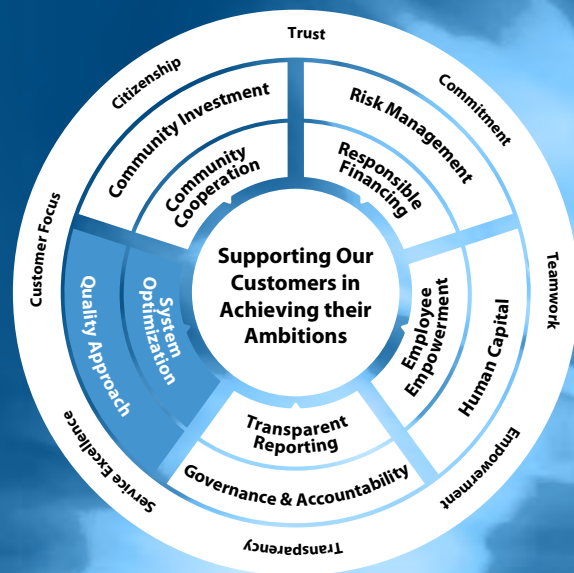 Trust
Commitment
Teamwork
Empowerment
Transparency
Service Excellence
Customer Focus
Citizenship
Community Investment
Risk Management
Human Capital
Governance & Accountability
Quality Approach
Community
Cooperation
Responsible
Financing
Employee
Empowerment
Transparent
Reporting
System
Optimization
Supporting Our
Customers in
Achieving their
Ambitions